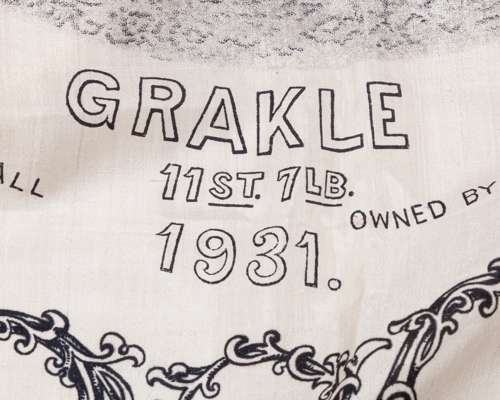 GRAKLE
11ST. 7LB.
1931.
ALL
OWNED BY